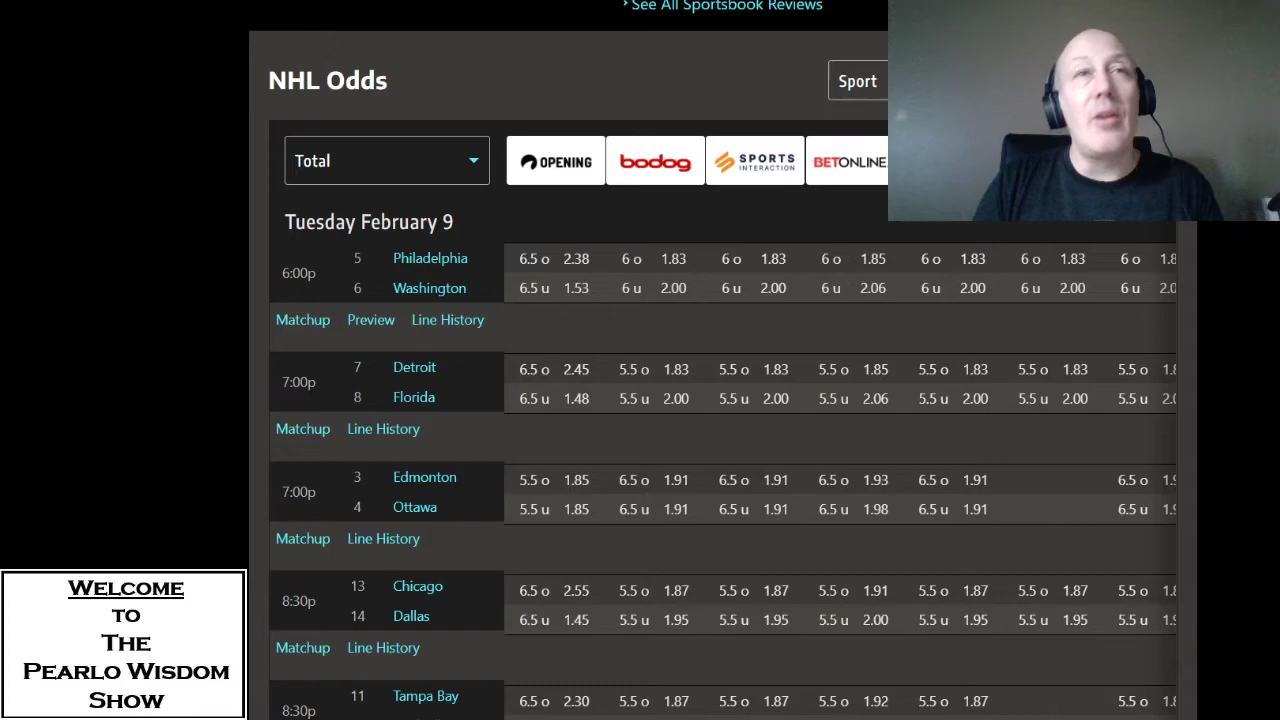 See All Sportsbook Reviews
NHL Odds
Sport
Total
OPENING
bodog
SPORTS
INTERACTION
BETONLINE.
Tuesday February 9
6:00p
5 Philadelphia 6.5 o 2.38 6 o 1.83 6 o 1.83 6 o 1.85 6 o 1.83 6 o 1.83 6 o
6 Washington 6.5 u 1.53 6 u 2.00 6 u 2.00 6 u 2.06 6 u 2.00 6 u 2.00 6 u
Matchup Preview Line History
7:00p
7 Detroit 6.5 o 2.45 5.5 o 1.83 5.5 o 1.83 5.5 o 1.85 5.5 o 1.83 5.5 o 1.83 5.5 o
8 Florida 6.5 u 1.48 5.5 u 2.00 5.5 u 2.00 5.5 u 2.06 5.5 u 2.00 5.5 u 2.00 5.5 u
Matchup Line History
7:00p
3 Edmonton 5.5 o 1.85 6.5 o 1.91 6.5 o 1.91 6.5 o 1.93 6.5 o 1.91 6.5 o
4 Ottawa 5.5 u 1.85 6.5 u 1.91 6.5 u 1.91 6.5 u 1.98 6.5 u 1.91 6.5 u
Matchup Line History
8:30p
13 Chicago 6.5 o 2.55 5.5 o 1.87 5.5 o 1.87 5.5 o 1.91 5.5 o 1.87 5.5 o 1.87 5.5 o
14 Dallas 6.5 u 1.45 5.5 u 1.95 5.5 u 1.95 5.5 u 2.00 5.5 u 1.95 5.5 u 1.95 5.5 u
Matchup Line History
8:30p
11 Tampa Bay 6.5 o 2.30 5.5 o 1.87 5.5 o 1.87 5.5 o 1.92 5.5 o 1.87 5.5 o
Welcome
to
The
Pearlo Wisdom
Show